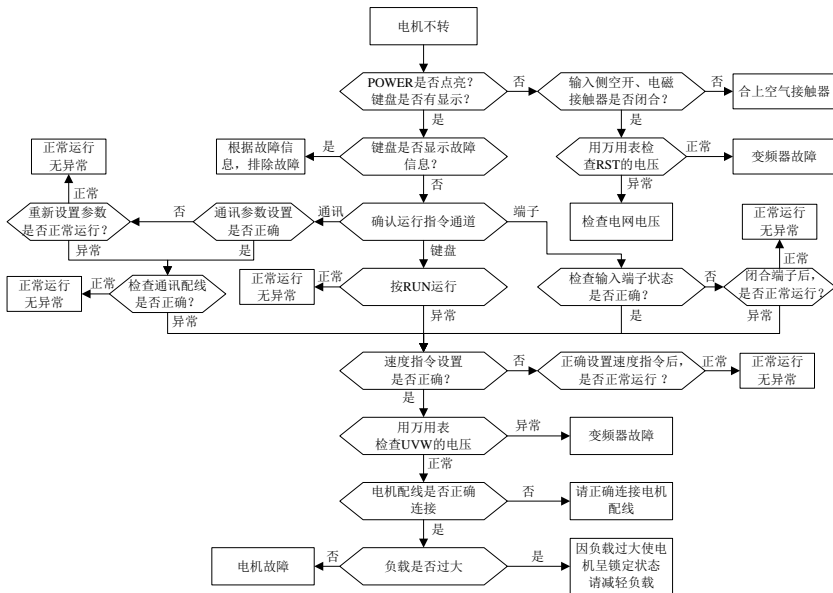 电机不转
POWER是否点亮？
键盘是否有显示？
否
输入侧空开、电磁
接触器是否闭合？
否
合上空气接触器
是
是
正常运行
无异常
根据故障信
息，排除故障
是
键盘是否显示故障
信息？
用万用表检
查RST的电压
正常
变频器故障
正常
否
异常
重新设置参数
是否正常运行？
否
通讯参数设置
是否正确
通讯
确认运行指令通道
端子
检查电网电压
正常运行
无异常
异常
是
键盘
正常
正常运行
无异常
正常
检查通讯配线
是否正确？
正常运行
无异常
正常
按RUN运行
检查输入端子状态
是否正确？
否
闭合端子后，
是否正常运行？
异常
异常
是
异常
速度指令设置
是否正确？
否
正确设置速度指令后，
是否正常运行 ？
正常
正常运行
无异常
是
用万用表
检查UVW的电压
异常
变频器故障
正常
电机配线是否正确
连接
否
请正确连接电机
配线
是
电机故障
否
负载是否过大
是
因负载过大使电
机呈锁定状态
请减轻负载